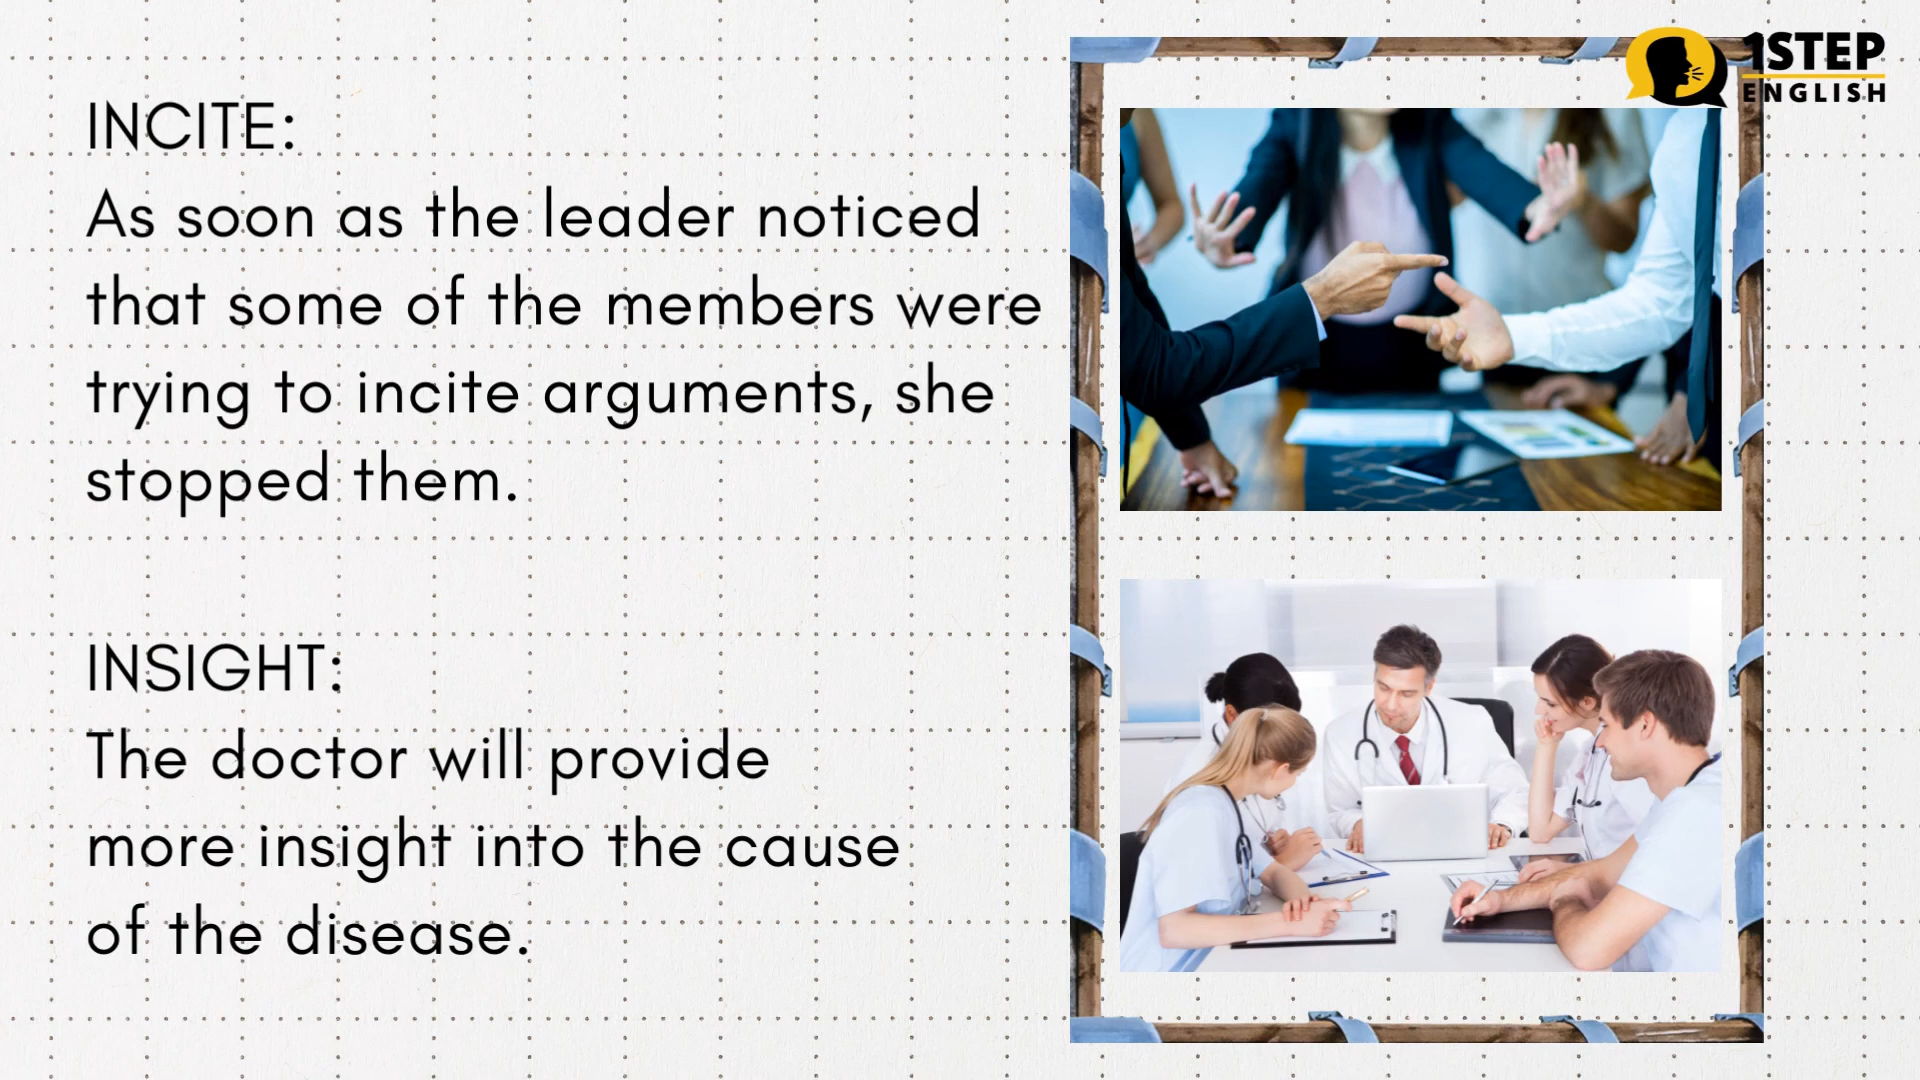 1STEP
ENGLISH
INCITE:
As soon as the leader noticed
that some of the members were
trying to incite arguments, she
stopped them.
INSIGHT:
The doctor will provide
more insight into the cause
of the disease.